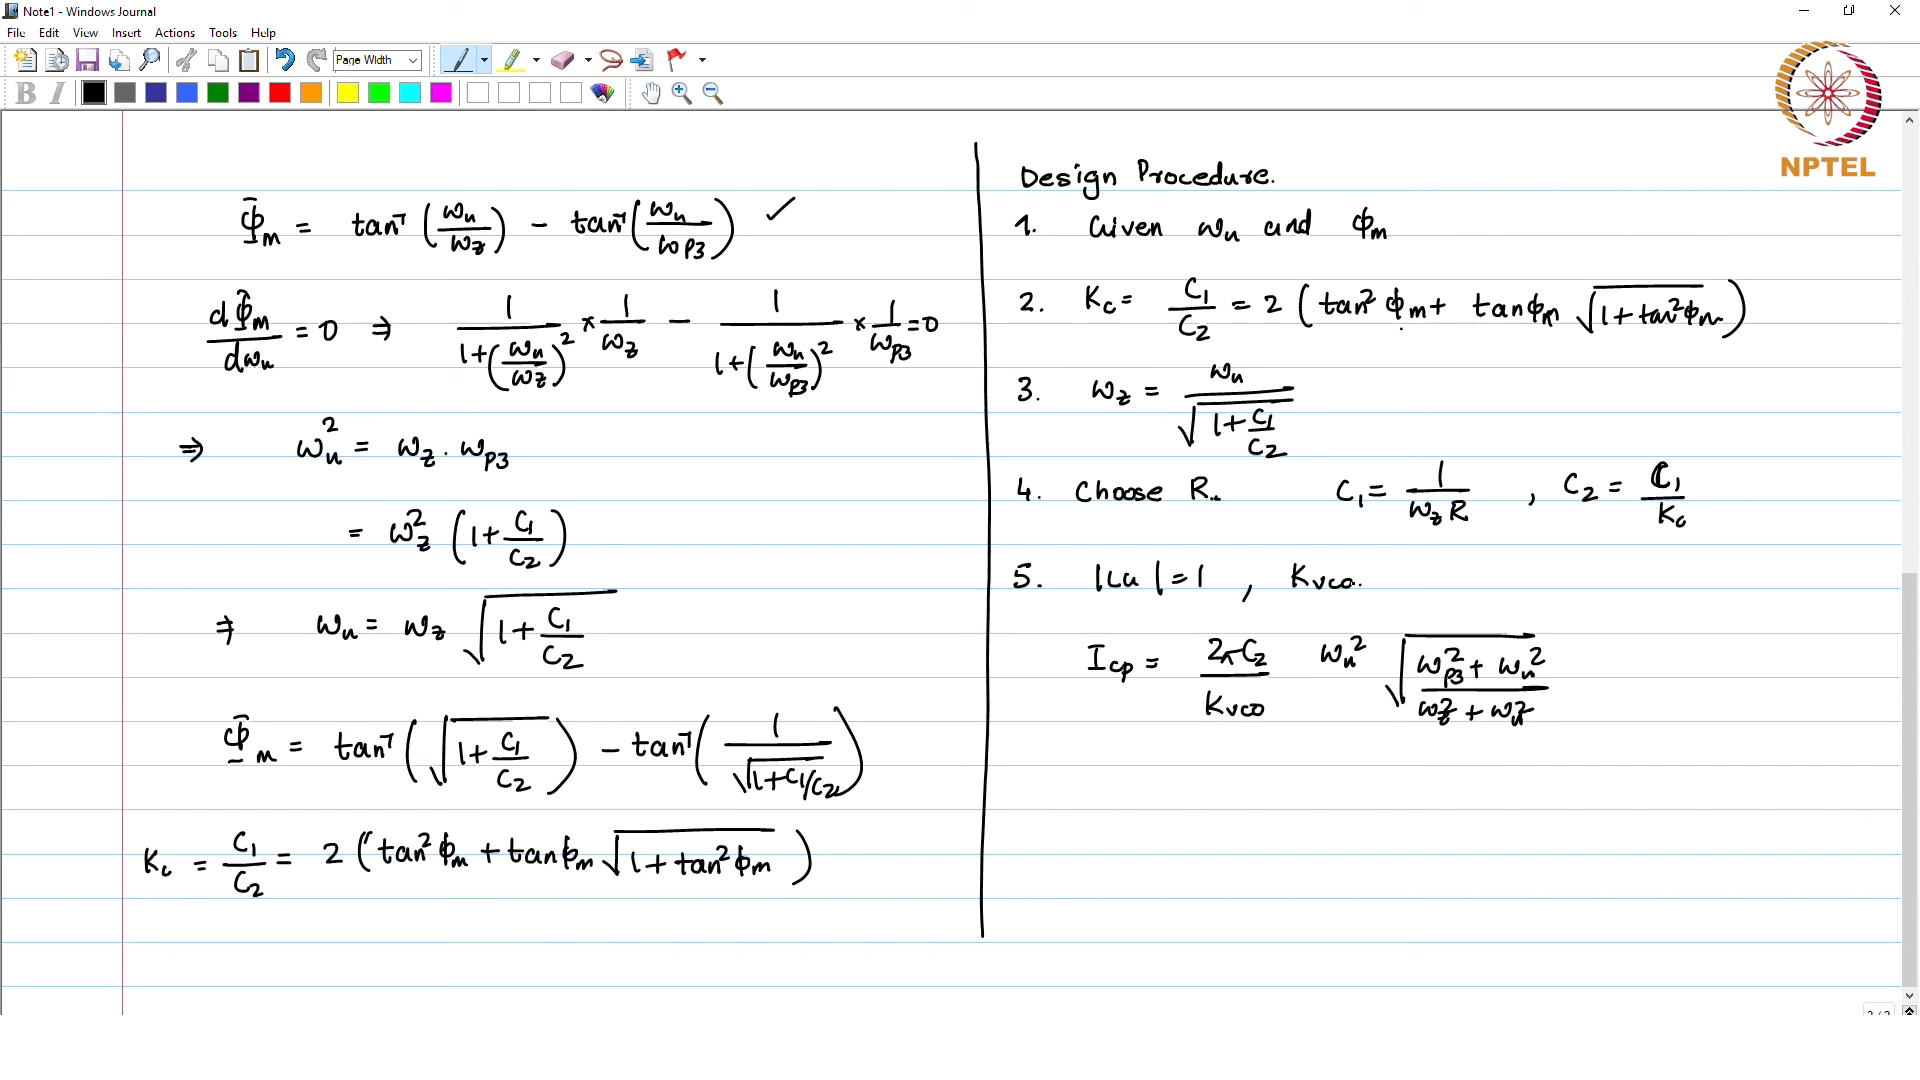 Note1 - Windows Journal
File Edit View Insert Actions Tools Help
Page Width
B I
NPTEL
Φ̄m = tan⁻¹ (ωu/ωz) - tan⁻¹ (ωu/ωp3) ✓
dΦ̄m/dωu = 0 ⇒ 1/(1+(ωu/ωz)²) × 1/ωz - 1/(1+(ωu/ωp3)²) × 1/ωp3 = 0
⇒ ωu² = ωz . ωp3
= ωz² (1+ C1/C2)
⇒ ωu = ωz √(1+ C1/C2)
Φ̄m = tan⁻¹ (√(1+ C1/C2)) - tan⁻¹ (1/√(1+C1/C2))
Kc = C1/C2 = 2 (tan²ϕm + tanϕm √(1+ tan²ϕm))
Design Procedure.
1. Given ωu and ϕm
2. Kc = C1/C2 = 2 (tan²ϕm + tanϕm √(1+tan²ϕm))
3. ωz = ωu/√(1+ C1/C2)
4. Choose R. C1 = 1/(ωz R) , C2 = C1/Kc
5. |LG| = 1 , Kvco.
Icp = 2πC2/Kvco ωu² √((ωp3² + ωu²)/(ωz² + ωu²))